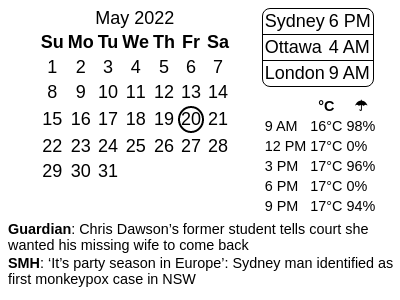 May 2022
Su Mo Tu We Th Fr Sa
1 2 3 4 5 6 7
8 9 10 11 12 13 14
15 16 17 18 19 20 21
22 23 24 25 26 27 28
29 30 31
Sydney 6 PM
Ottawa 4 AM
London 9 AM
°C ☂
9 AM 16°C 98%
12 PM 17°C 0%
3 PM 17°C 96%
6 PM 17°C 0%
9 PM 17°C 94%
Guardian: Chris Dawson’s former student tells court she
wanted his missing wife to come back
SMH: ‘It’s party season in Europe’: Sydney man identified as
first monkeypox case in NSW